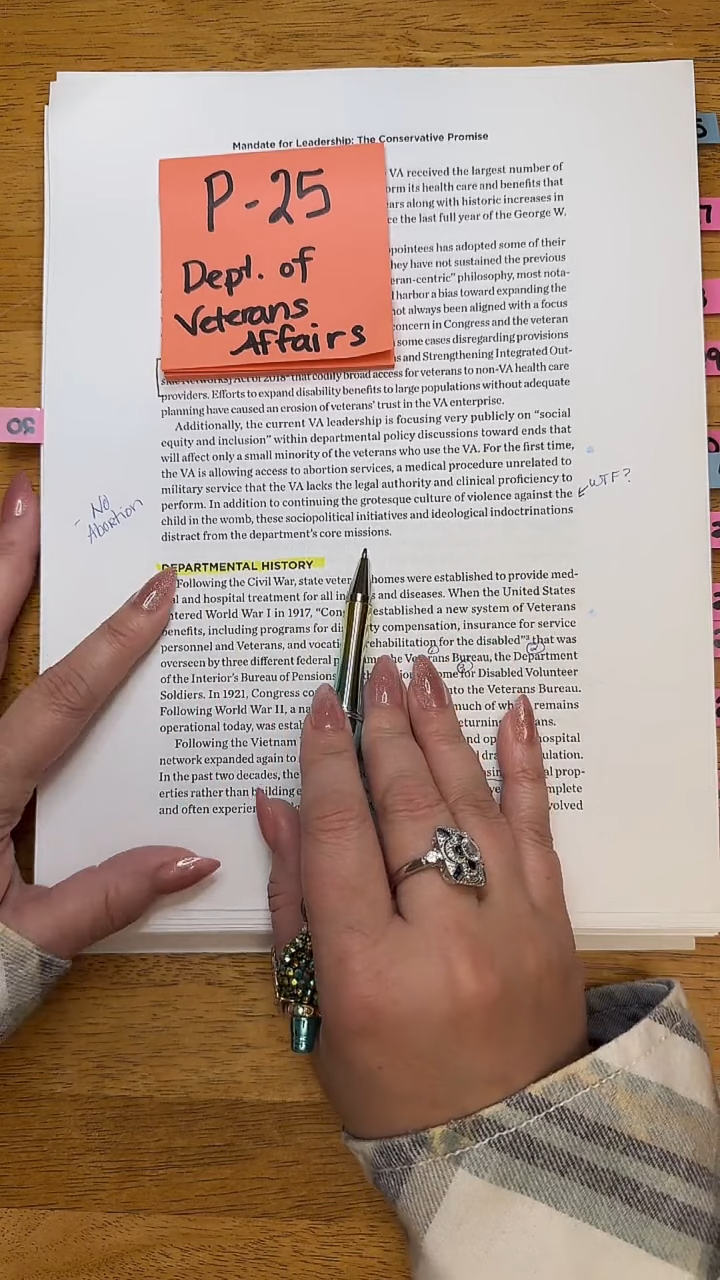 Mandate for Leadership: The Conservative Promise
P-25
Dept. of
Veterans
Affairs
VA received the largest number of
orm its health care and benefits that
ars along with historic increases in
ce the last full year of the George W.
pointees has adopted some of their
hey have not sustained the previous
eran-centric” philosophy, most nota-
l harbor a bias toward expanding the
not always been aligned with a focus
concern in Congress and the veteran
some cases disregarding provisions
s and Strengthening Integrated Out-
side Networks] Act of 2018 that codify broad access for veterans to non-VA health care
providers. Efforts to expand disability benefits to large populations without adequate
planning have caused an erosion of veterans’ trust in the VA enterprise.
Additionally, the current VA leadership is focusing very publicly on “social
equity and inclusion” within departmental policy discussions toward ends that
will affect only a small minority of the veterans who use the VA. For the first time,
the VA is allowing access to abortion services, a medical procedure unrelated to
military service that the VA lacks the legal authority and clinical proficiency to
perform. In addition to continuing the grotesque culture of violence against the
child in the womb, these sociopolitical initiatives and ideological indoctrinations
distract from the department’s core missions.
- No
Abortion
WTF?
DEPARTMENTAL HISTORY
Following the Civil War, state veter homes were established to provide med-
al and hospital treatment for all in s and diseases. When the United States
ntered World War I in 1917, “Con established a new system of Veterans
benefits, including programs for di ty compensation, insurance for service
personnel and Veterans, and vocati rehabilitation for the disabled”³ that was
overseen by three different federal the Veterans Bureau, the Department
of the Interior’s Bureau of Pensions ome for Disabled Volunteer
Soldiers. In 1921, Congress co nto the Veterans Bureau.
Following World War II, a na much of wh remains
operational today, was estab eturning ans.
Following the Vietnam nd op ospital
network expanded again to dra ulation.
In the past two decades, the sin al prop-
erties rather than building e ve mplete
and often experien volved
50